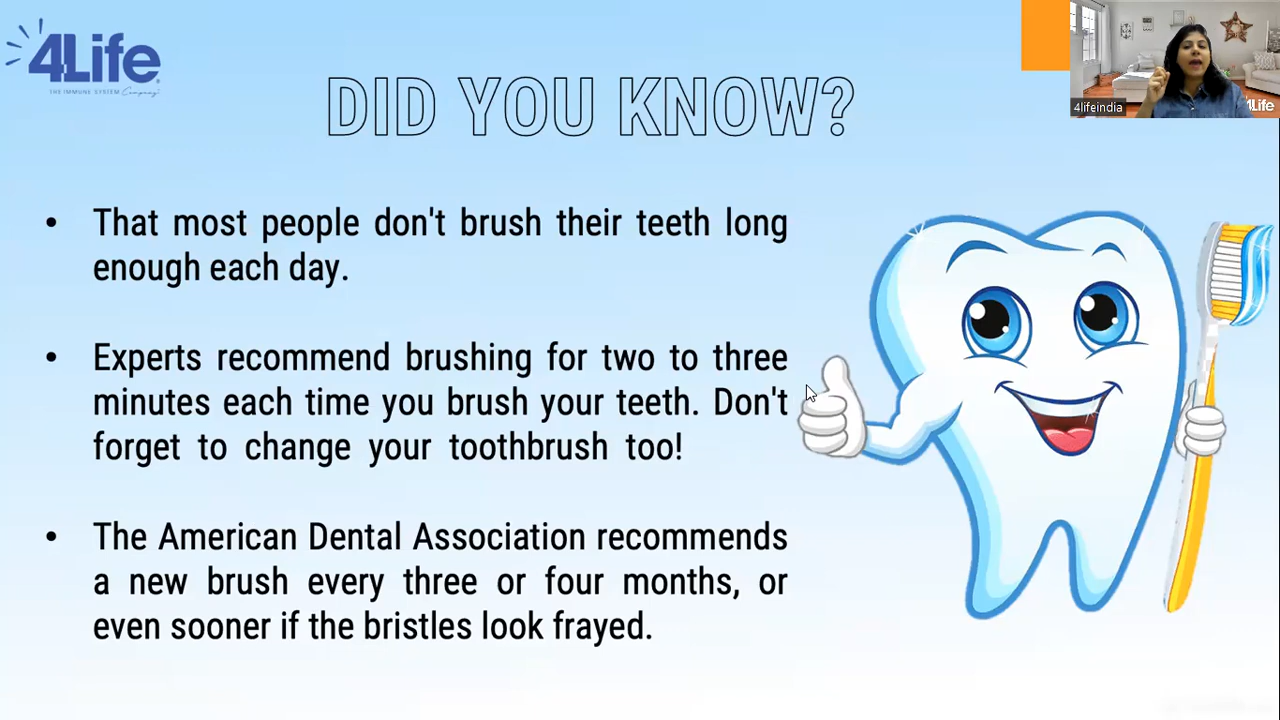 4Life
THE IMMUNE SYSTEM Company
DID YOU KNOW?
4lifeindia
4Life
• That most people don't brush their teeth long
enough each day.
• Experts recommend brushing for two to three
minutes each time you brush your teeth. Don't
forget to change your toothbrush too!
• The American Dental Association recommends
a new brush every three or four months, or
even sooner if the bristles look frayed.